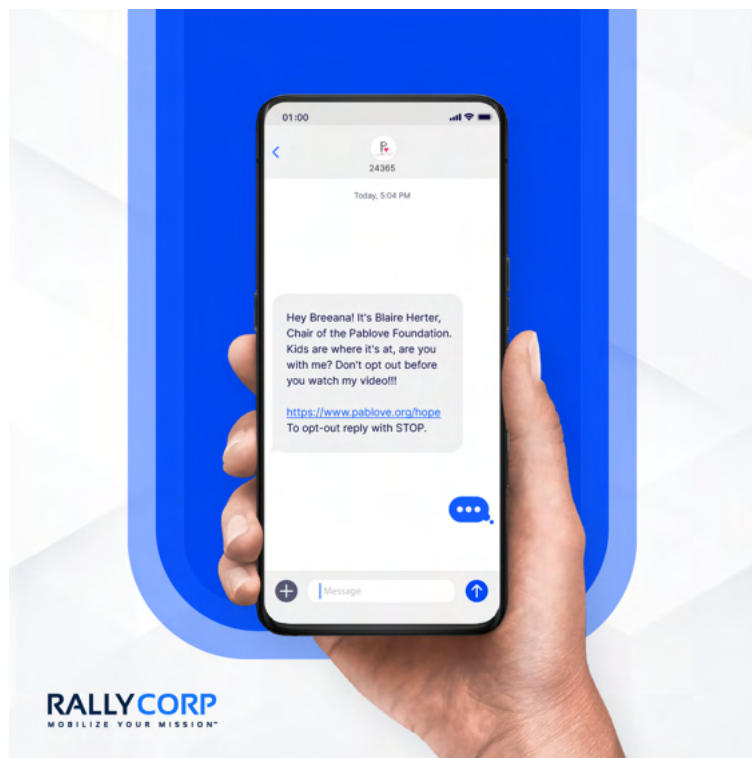 01:00
24365
Today, 5:04 PM
Hey Breeana! It's Blaire Herter,
Chair of the Pablove Foundation.
Kids are where it's at, are you
with me? Don't opt out before
you watch my video!!!
https://www.pablove.org/hope
To opt-out reply with STOP.
Message
RALLYCORP
MOBILIZE YOUR MISSION™